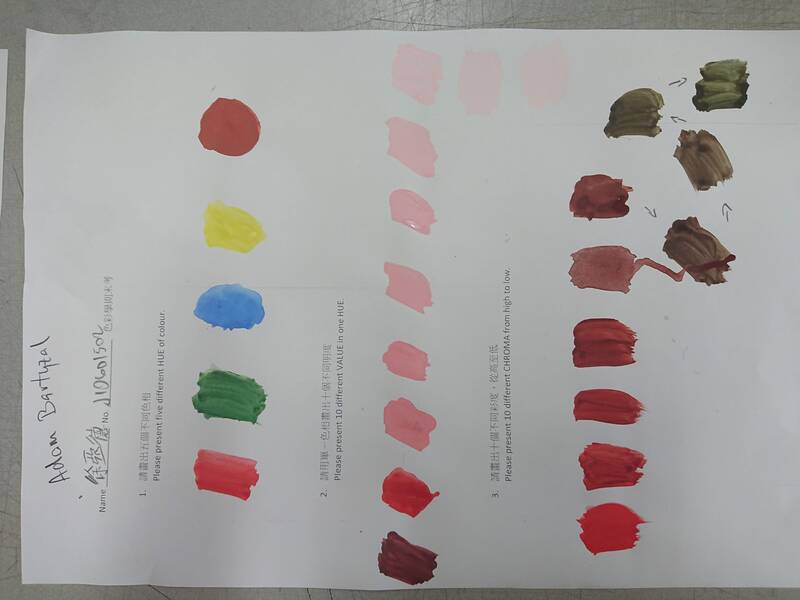 Adam Bartyzal
Name 徐亞德 No. J10601502 色彩學期末考
1. 請畫出五個不同色相
Please present five different HUE of colour.
2. 請用單一色相畫出十個不同明度
Please present 10 different VALUE in one HUE.
3. 請畫出十個不同彩度，從高至低
Please present 10 different CHROMA from high to low.